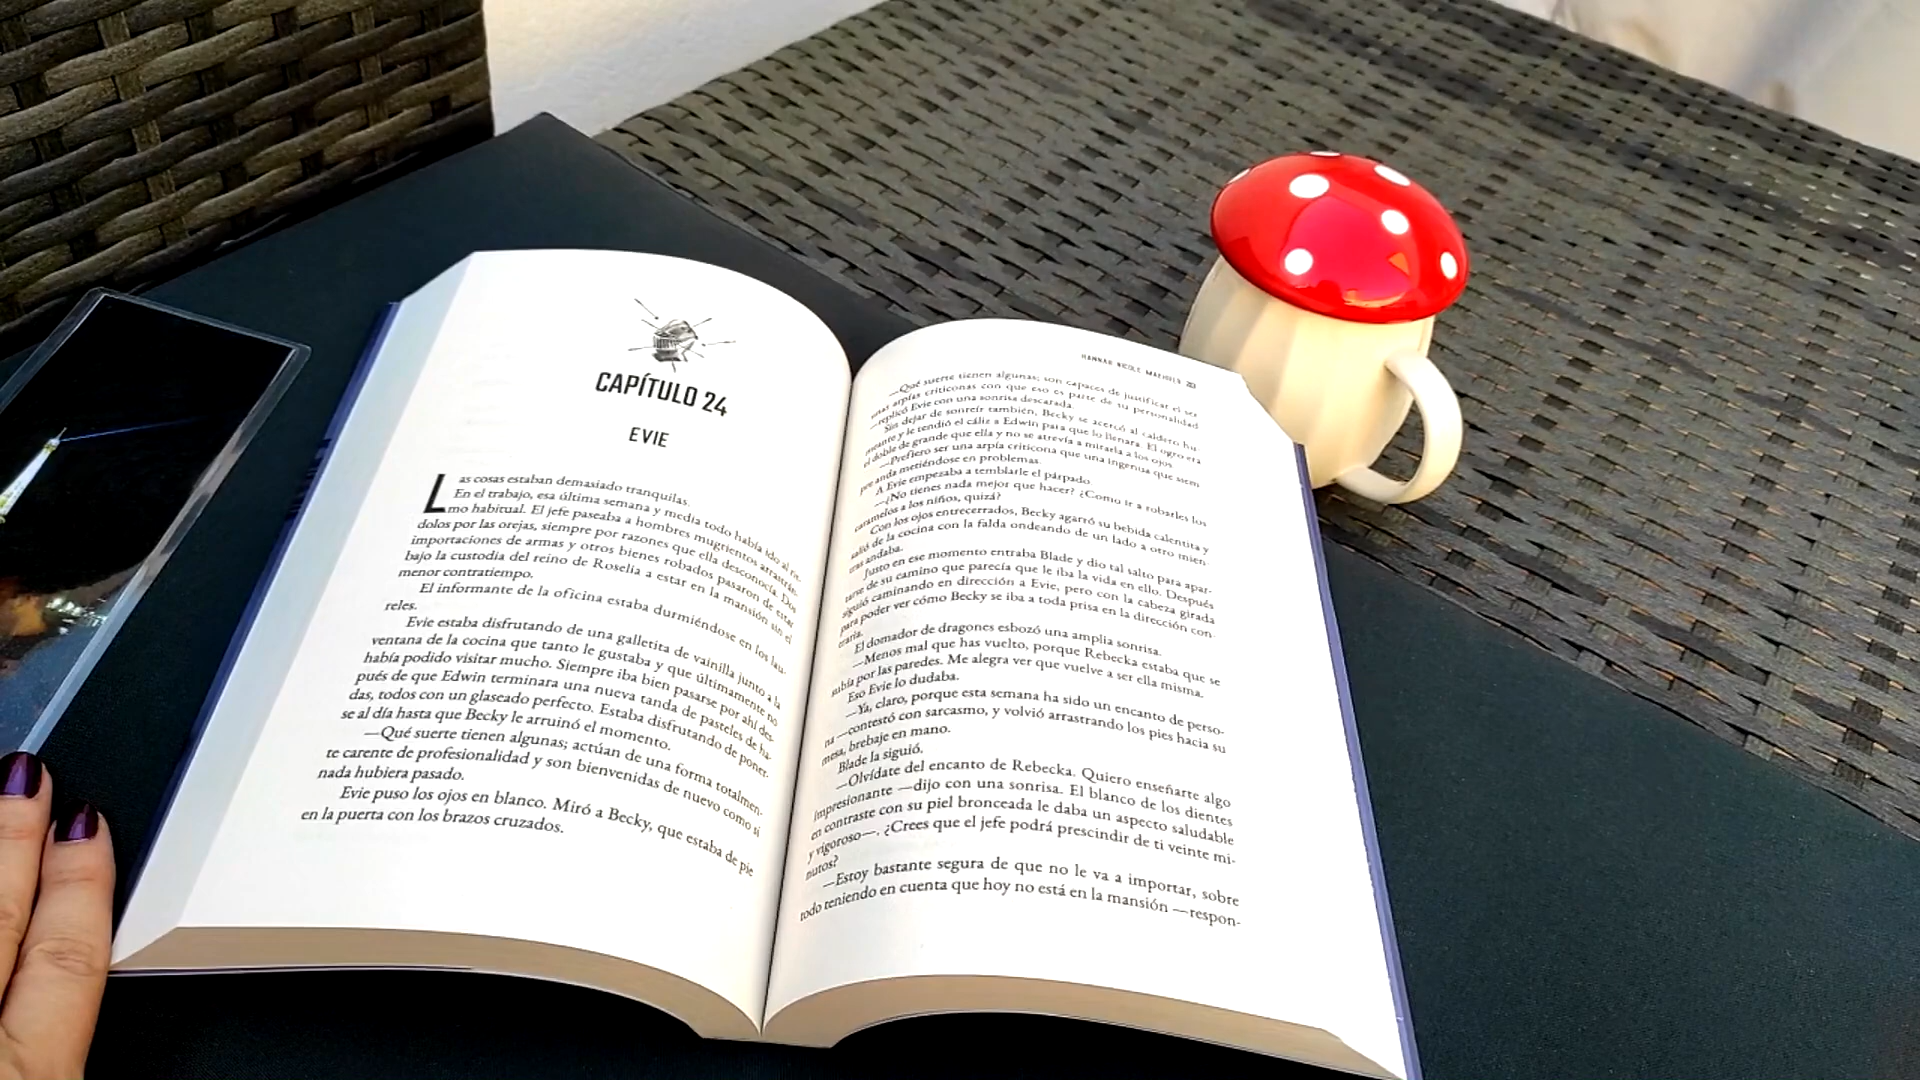 CAPÍTULO 24
EVIE
Las cosas estaban demasiado tranquilas.
En el trabajo, esa última semana y media todo había ido al rit-
mo habitual. El jefe paseaba a hombres mugrientos arrastrán-
dolos por las orejas, siempre por razones que ella desconocía. Dos
importaciones de armas y otros bienes robados pasaron de estar
bajo la custodia del reino de Roselia a estar en la mansión sin el
menor contratiempo.
El informante de la oficina estaba durmiéndose en los lau-
reles.
Evie estaba disfrutando de una galletita de vainilla junto a la
ventana de la cocina que tanto le gustaba y que últimamente no
había podido visitar mucho. Siempre iba bien pasarse por ahí des-
pués de que Edwin terminara una nueva tanda de pasteles de ha-
das, todos con un glaseado perfecto. Estaba disfrutando de poner-
se al día hasta que Becky le arruinó el momento.
—Qué suerte tienen algunas; actúan de una forma totalmen-
te carente de profesionalidad y son bienvenidas de nuevo como si
nada hubiera pasado.
Evie puso los ojos en blanco. Miró a Becky, que estaba de pie
en la puerta con los brazos cruzados.
HANNAH NICOLE MAEHRER
—Qué suerte tienen algunas; son capaces de justificar el ser
unas arpías criticonas con que eso es parte de su personalidad
—replicó Evie con una sonrisa descarada.
Sin dejar de sonreír también, Becky se acercó al caldero hu-
meante y le tendió el cáliz a Edwin para que lo llenara. El ogro era
el doble de grande que ella y no se atrevía a mirarla a los ojos.
—Prefiero ser una arpía criticona que una ingenua que siem-
pre anda metiéndose en problemas.
A Evie empezaba a temblarle el párpado.
—¿No tienes nada mejor que hacer? ¿Como ir a robarles los
caramelos a los niños, quizá?
Con los ojos entrecerrados, Becky agarró su bebida calentita y
salió de la cocina con la falda ondeando de un lado a otro mien-
tras andaba.
Justo en ese momento entraba Blade y dio tal salto para apar-
tarse de su camino que parecía que le iba la vida en ello. Después
siguió caminando en dirección a Evie, pero con la cabeza girada
para poder ver cómo Becky se iba a toda prisa en la dirección con-
traria.
El domador de dragones esbozó una amplia sonrisa.
—Menos mal que has vuelto, porque Rebecka estaba que se
subía por las paredes. Me alegra ver que vuelve a ser ella misma.
Eso Evie lo dudaba.
—Ya, claro, porque esta semana ha sido un encanto de perso-
na —contestó con sarcasmo, y volvió arrastrando los pies hacia su
mesa, brebaje en mano.
Blade la siguió.
—Olvídate del encanto de Rebecka. Quiero enseñarte algo
impresionante —dijo con una sonrisa. El blanco de los dientes
en contraste con su piel bronceada le daba un aspecto saludable
y vigoroso—. ¿Crees que el jefe podrá prescindir de ti veinte mi-
nutos?
—Estoy bastante segura de que no le va a importar, sobre
todo teniendo en cuenta que hoy no está en la mansión —respon-